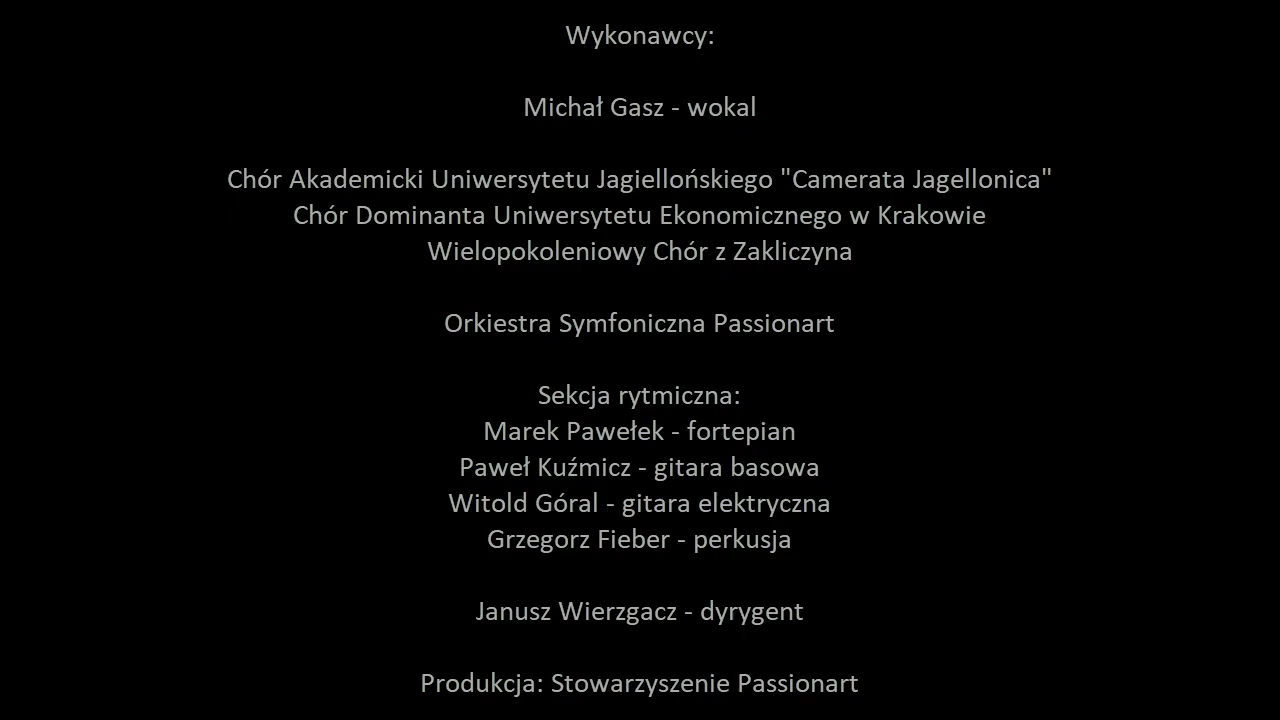 Wykonawcy:
Michał Gasz - wokal
Chór Akademicki Uniwersytetu Jagiellońskiego "Camerata Jagellonica"
Chór Dominanta Uniwersytetu Ekonomicznego w Krakowie
Wielopokoleniowy Chór z Zakliczyna
Orkiestra Symfoniczna Passionart
Sekcja rytmiczna:
Marek Pawełek - fortepian
Paweł Kuźmicz - gitara basowa
Witold Góral - gitara elektryczna
Grzegorz Fieber - perkusja
Janusz Wierzgacz - dyrygent
Produkcja: Stowarzyszenie Passionart